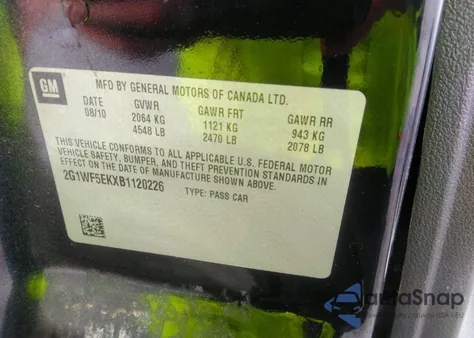 GM
MFD BY GENERAL MOTORS OF CANADA LTD.
DATE GVWR GAWR FRT GAWR RR
08/10 2064 KG 1121 KG 943 KG
4548 LB 2470 LB 2078 LB
THIS VEHICLE CONFORMS TO ALL APPLICABLE U.S. FEDERAL MOTOR
VEHICLE SAFETY, BUMPER, AND THEFT PREVENTION STANDARDS IN
EFFECT ON THE DATE OF MANUFACTURE SHOWN ABOVE.
2G1WF5EKXB1120226 TYPE: PASS CAR
AutoSnap